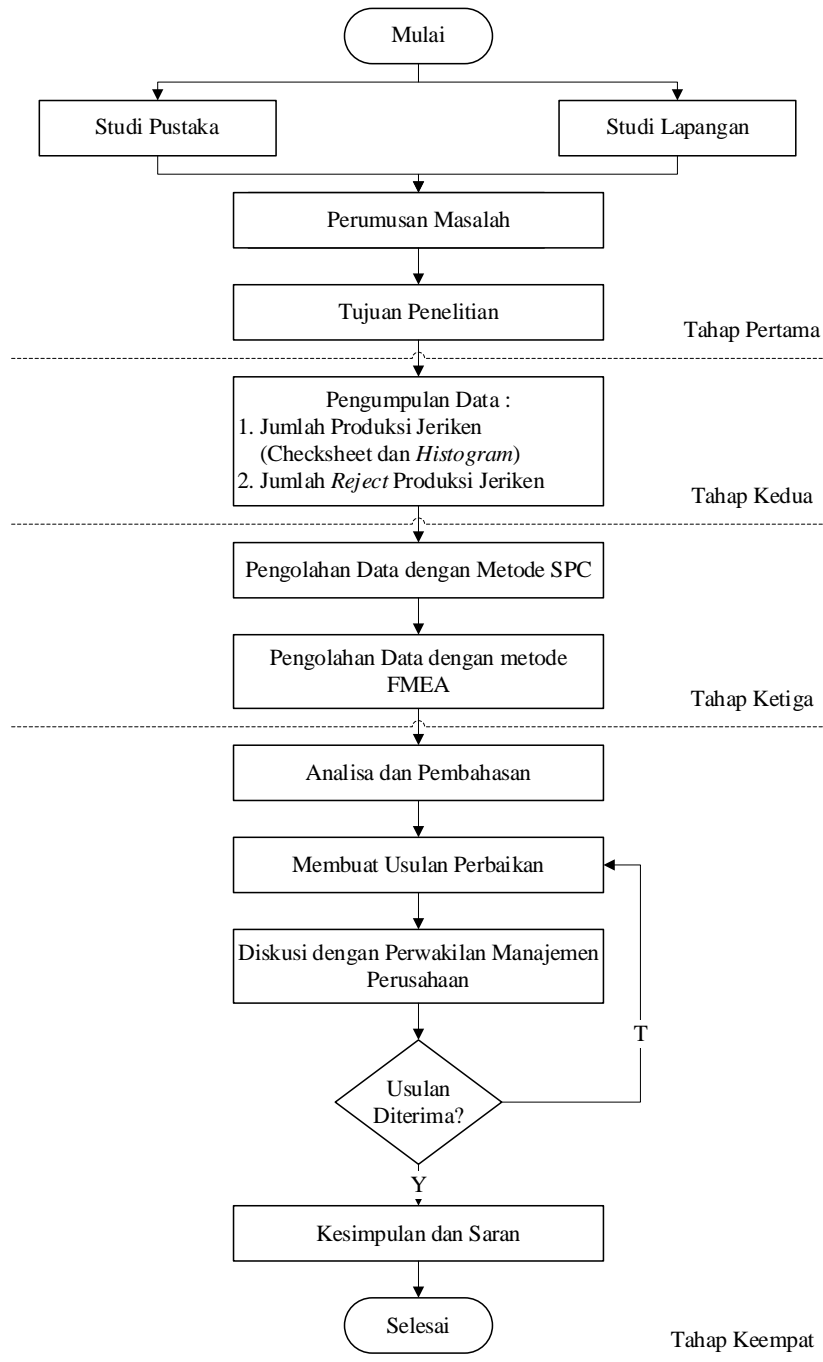 Mulai
Studi Pustaka
Studi Lapangan
Perumusan Masalah
Tujuan Penelitian
Tahap Pertama
Pengumpulan Data :
1. Jumlah Produksi Jeriken
(Checksheet dan Histogram)
2. Jumlah Reject Produksi Jeriken
Tahap Kedua
Pengolahan Data dengan Metode SPC
Pengolahan Data dengan metode
FMEA
Tahap Ketiga
Analisa dan Pembahasan
Membuat Usulan Perbaikan
Diskusi dengan Perwakilan Manajemen
Perusahaan
T
Usulan
Diterima?
Y
Kesimpulan dan Saran
Selesai
Tahap Keempat